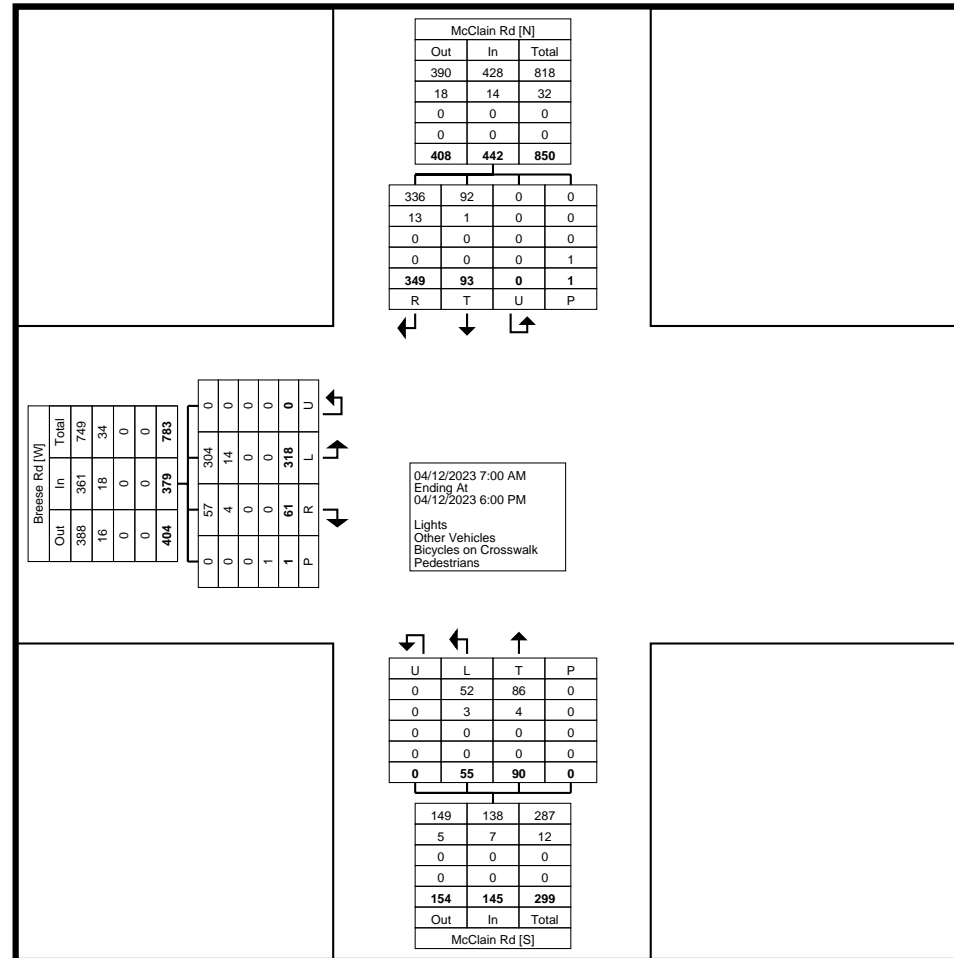 McClain Rd [N]
Out In Total
390 428 818
18 14 32
0 0 0
0 0 0
408 442 850
336 92 0 0
13 1 0 0
0 0 0 0
0 0 0 1
349 93 0 1
R T U P
Breese Rd [W]
Out In Total
388 361 749
16 18 34
0 0 0
0 0 0
404 379 783
0 57 304 0
0 4 14 0
0 0 0 0
1 0 0 0
1 61 318 0
P R L U
04/12/2023 7:00 AM
Ending At
04/12/2023 6:00 PM
Lights
Other Vehicles
Bicycles on Crosswalk
Pedestrians
U L T P
0 52 86 0
0 3 4 0
0 0 0 0
0 0 0 0
0 55 90 0
149 138 287
5 7 12
0 0 0
0 0 0
154 145 299
Out In Total
McClain Rd [S]